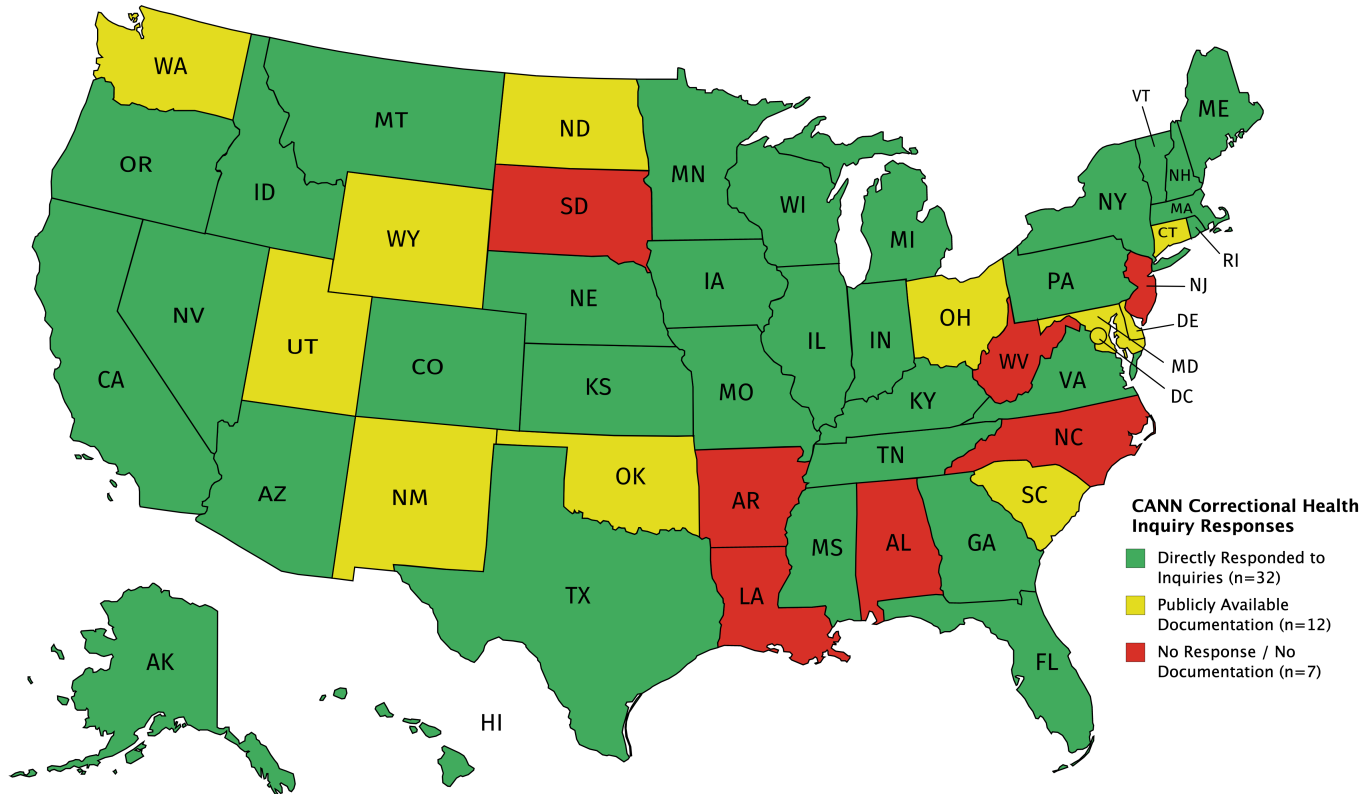 WA
MT
ND
MN
VT
ME
OR
ID
SD
WI
NH
NY
MA
WY
MI
CT
RI
IA
PA
NJ
NE
NV
UT
OH
DE
IL
IN
CO
WV
MD
CA
KS
MO
VA
DC
KY
NC
TN
OK
AZ
NM
AR
SC
MS
AL
GA
TX
LA
AK
FL
HI
CANN Correctional Health
Inquiry Responses
Directly Responded to
Inquiries (n=32)
Publicly Available
Documentation (n=12)
No Response / No
Documentation (n=7)